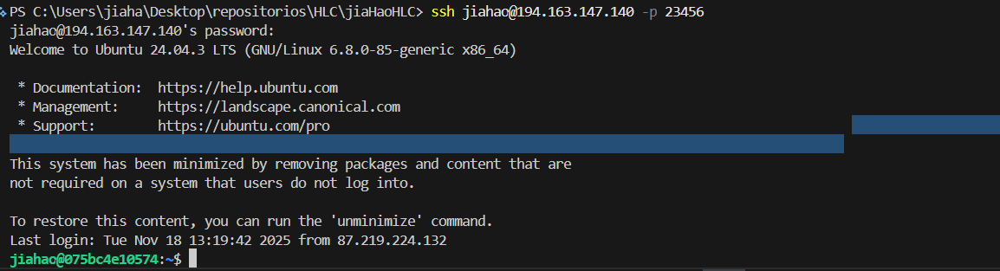 PS C:\Users\jiaha\Desktop\repositorios\HLC\jiaHaoHLC> ssh jiahao@194.163.147.140 -p 23456
jiahao@194.163.147.140's password:
Welcome to Ubuntu 24.04.3 LTS (GNU/Linux 6.8.0-85-generic x86_64)

 * Documentation:  https://help.ubuntu.com
 * Management:     https://landscape.canonical.com
 * Support:        https://ubuntu.com/pro

This system has been minimized by removing packages and content that are
not required on a system that users do not log into.

To restore this content, you can run the 'unminimize' command.
Last login: Tue Nov 18 13:19:42 2025 from 87.219.224.132
jiahao@075bc4e10574:~$